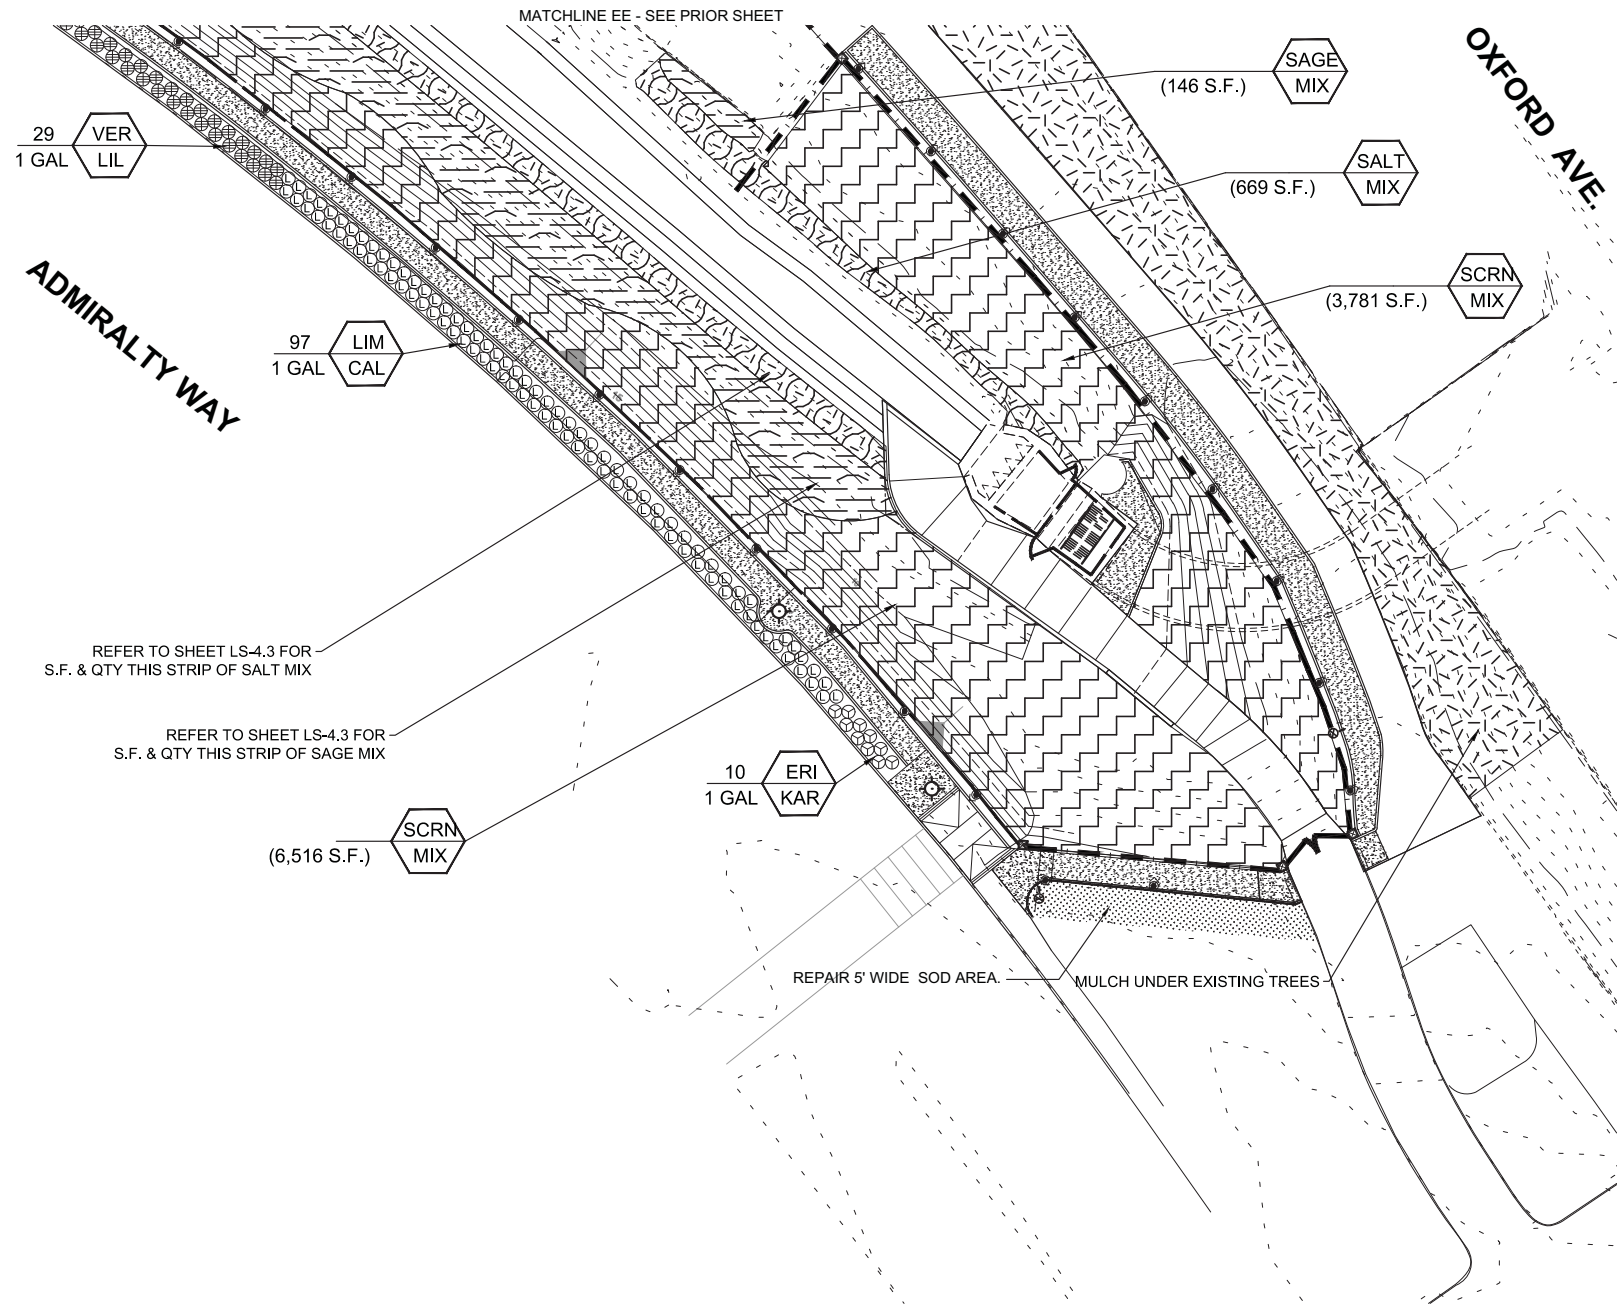 MATCHLINE EE - SEE PRIOR SHEET
OXFORD AVE.
SAGE
(146 S.F.)
MIX
29
VER
1 GAL
LIL
SALT
(669 S.F.)
MIX
ADMIRALTY WAY
SCRN
(3,781 S.F.)
MIX
97
LIM
1 GAL
CAL
REFER TO SHEET LS-4.3 FOR
S.F. & QTY THIS STRIP OF SALT MIX
REFER TO SHEET LS-4.3 FOR
S.F. & QTY THIS STRIP OF SAGE MIX
10
ERI
1 GAL
KAR
SCRN
(6,516 S.F.)
MIX
REPAIR 5' WIDE SOD AREA.
MULCH UNDER EXISTING TREES